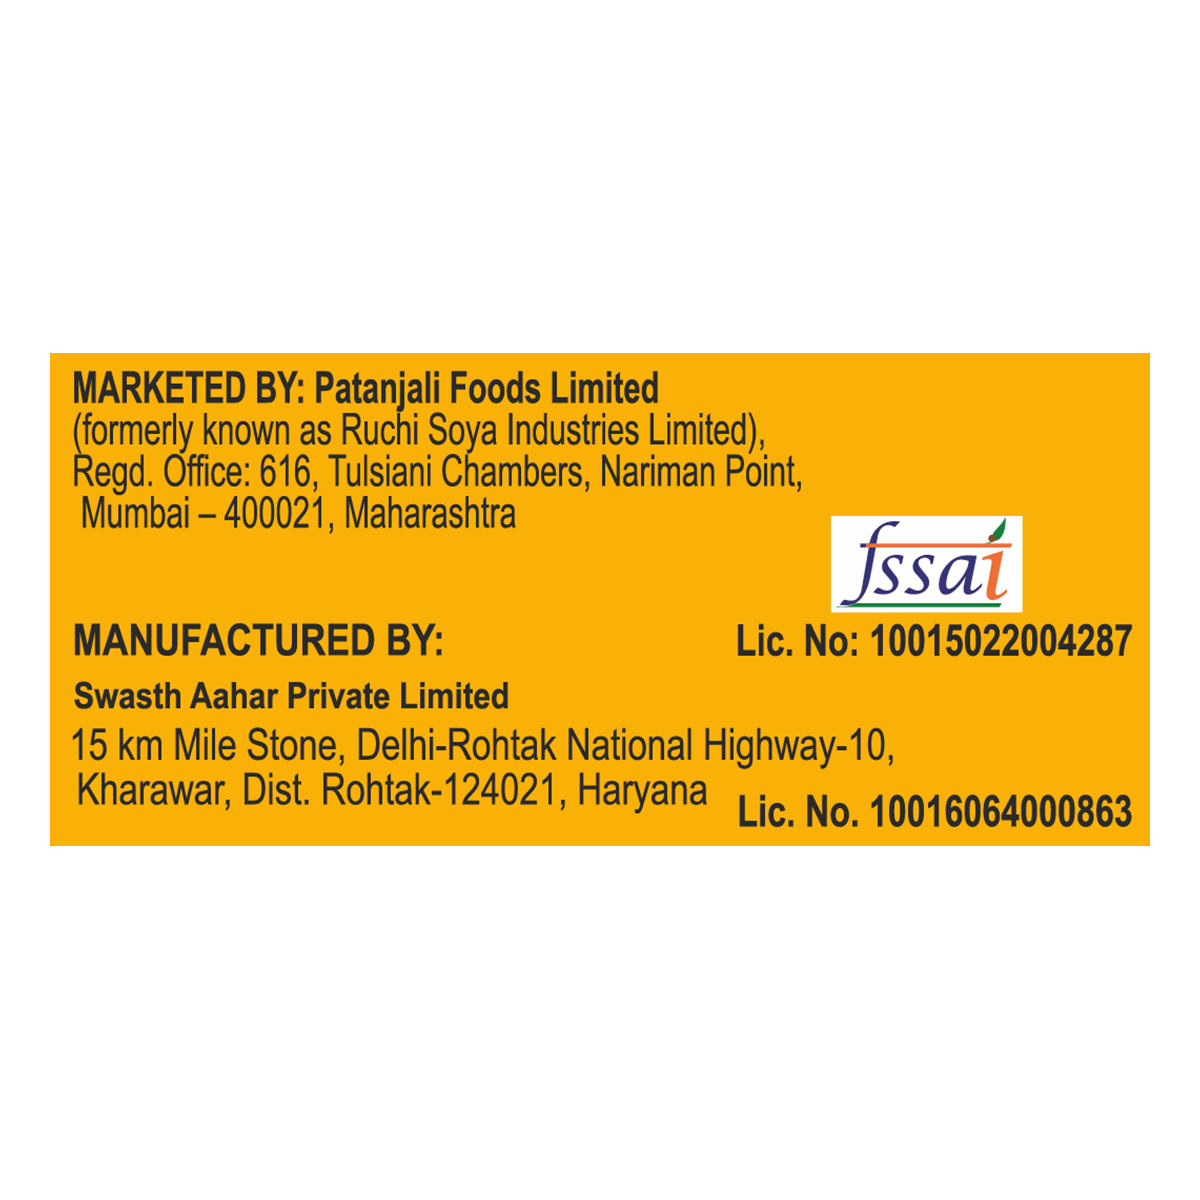 MARKETED BY: Patanjali Foods Limited
(formerly known as Ruchi Soya Industries Limited),
Regd. Office: 616, Tulsiani Chambers, Nariman Point,
Mumbai – 400021, Maharashtra
fssai
Lic. No: 10015022004287
MANUFACTURED BY:
Swasth Aahar Private Limited
15 km Mile Stone, Delhi-Rohtak National Highway-10,
Kharawar, Dist. Rohtak-124021, Haryana
Lic. No. 10016064000863